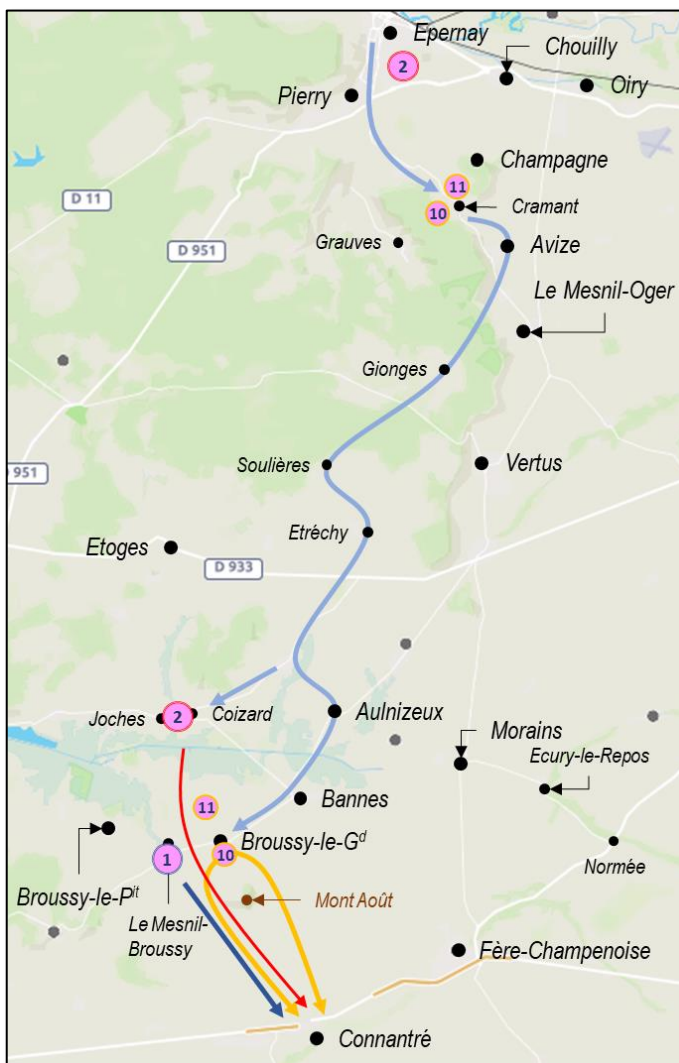 Epernay
Chouilly
2
Pierry
Oiry
Champagne
11
D 11
10
Cramant
Grauves
Avize
D 951
Le Mesnil-Oger
Gionges
Soulières
Vertus
951
Etréchy
Etoges
D 933
Joches
2
Coizard
Aulnizeux
Morains
Ecury-le-Repos
Bannes
11
Broussy-le-Gd
10
1
Normée
Broussy-le-Pit
Le Mesnil-
Broussy
Mont Août
Fère-Champenoise
Connantré